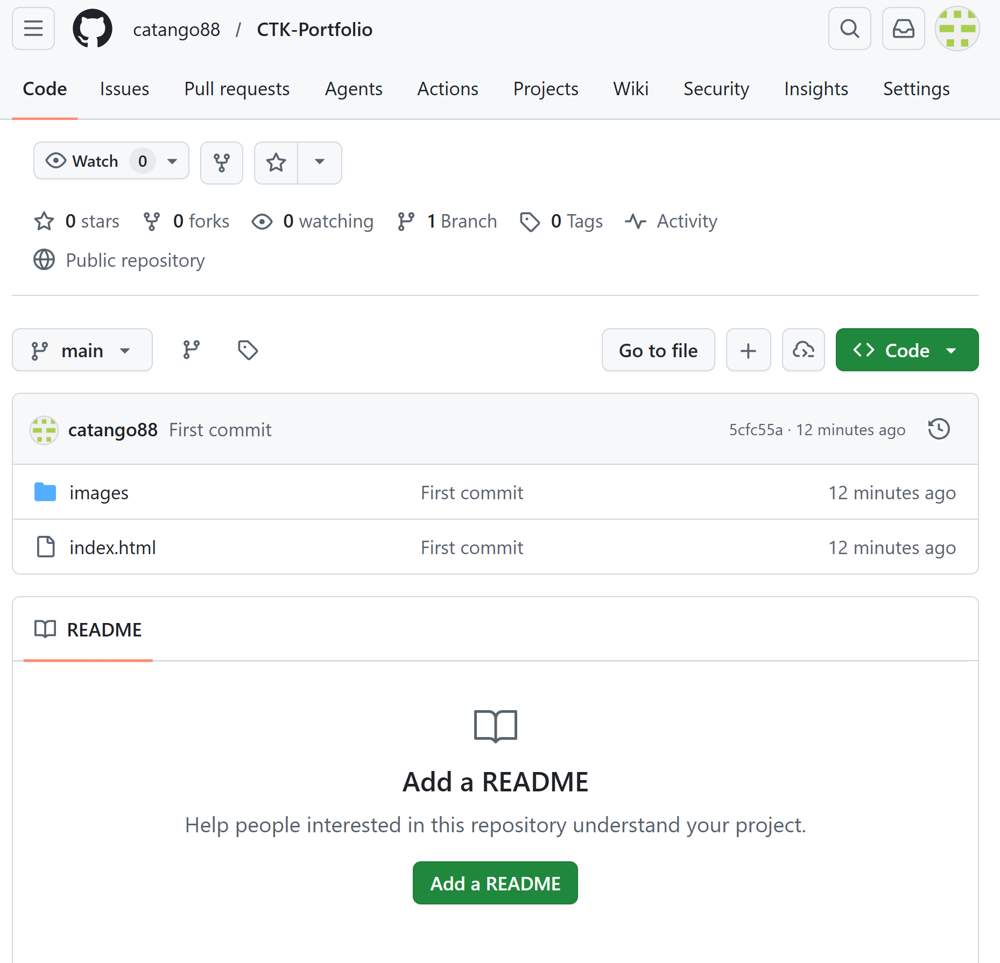 catango88 / CTK-Portfolio
Code Issues Pull requests Agents Actions Projects Wiki Security Insights Settings
Watch 0
0 stars 0 forks 0 watching 1 Branch 0 Tags Activity
Public repository
main Go to file Code
catango88 First commit 5cfc55a · 12 minutes ago
images First commit 12 minutes ago
index.html First commit 12 minutes ago
README
Add a README
Help people interested in this repository understand your project.
Add a README